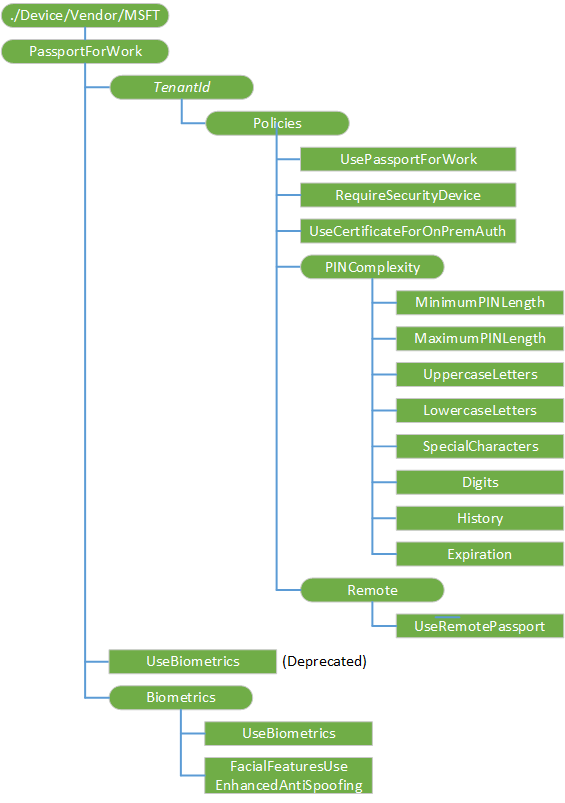 ./Device/Vendor/MSFT
PassportForWork
TenantId
Policies
UsePassportForWork
RequireSecurityDevice
UseCertificateForOnPremAuth
PINComplexity
MinimumPINLength
MaximumPINLength
UppercaseLetters
LowercaseLetters
SpecialCharacters
Digits
History
Expiration
Remote
UseRemotePassport
UseBiometrics (Deprecated)
Biometrics
UseBiometrics
FacialFeaturesUse
EnhancedAntiSpoofing